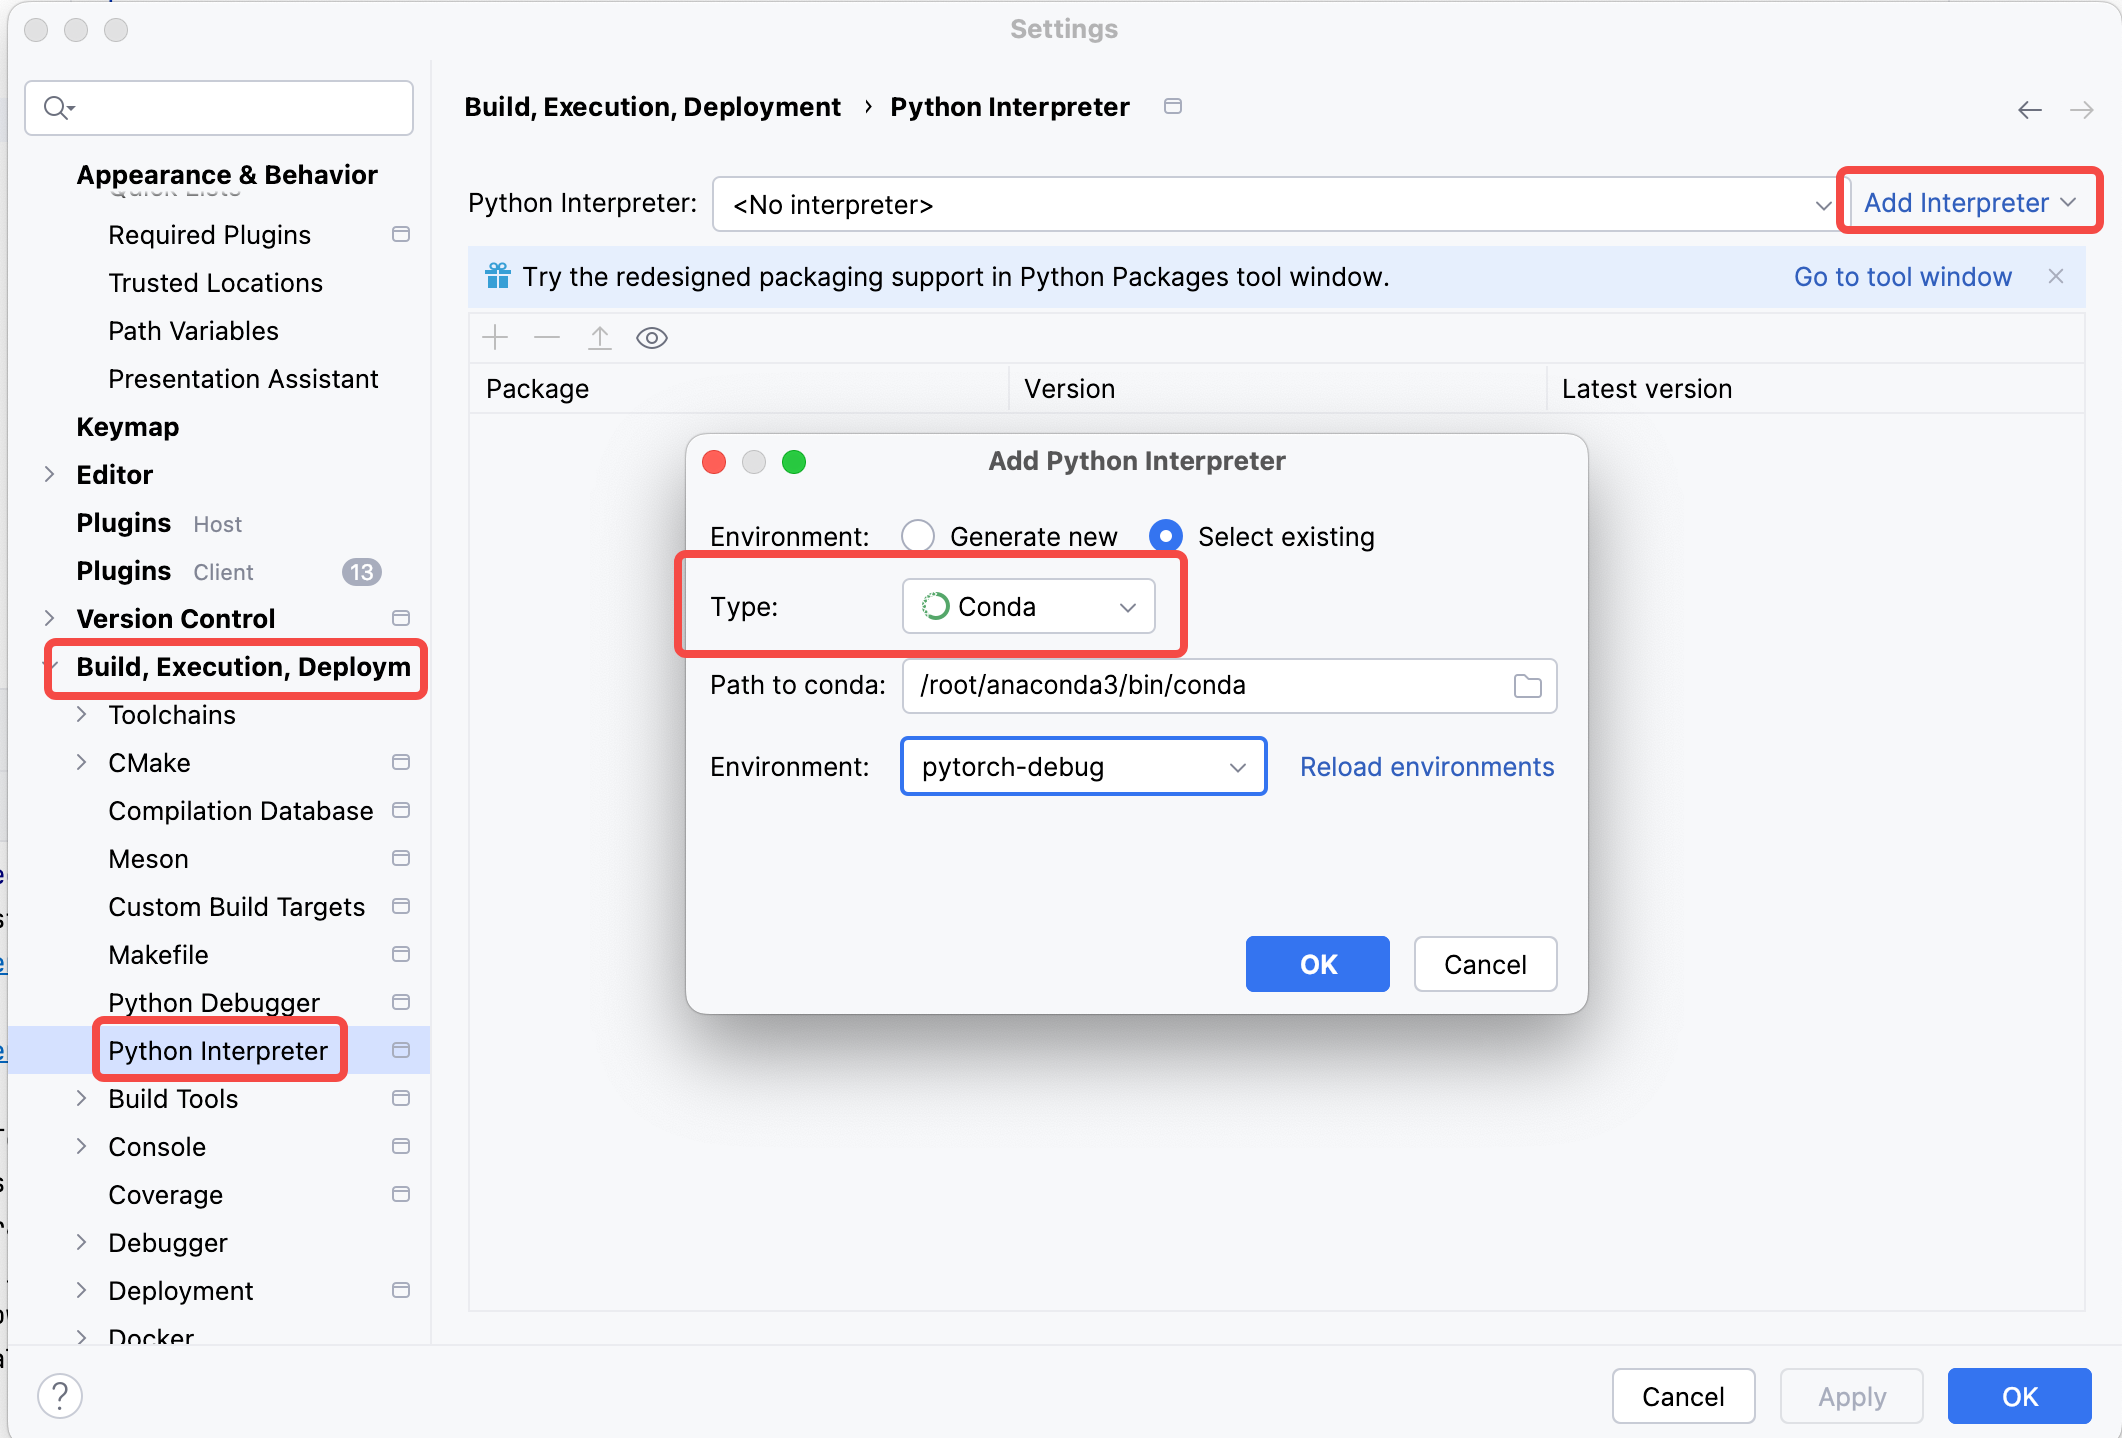 Settings
Appearance & Behavior
Quick Lists
Required Plugins
Trusted Locations
Path Variables
Presentation Assistant
Keymap
Editor
Plugins Host
Plugins Client 13
Version Control
Build, Execution, Deploym
Toolchains
CMake
Compilation Database
Meson
Custom Build Targets
Makefile
Python Debugger
Python Interpreter
Build Tools
Console
Coverage
Debugger
Deployment
Docker
Build, Execution, Deployment › Python Interpreter
Python Interpreter: <No interpreter> Add Interpreter
Try the redesigned packaging support in Python Packages tool window. Go to tool window
Package Version Latest version
Add Python Interpreter
Environment: Generate new Select existing
Type: Conda
Path to conda: /root/anaconda3/bin/conda
Environment: pytorch-debug Reload environments
OK Cancel
? Cancel Apply OK